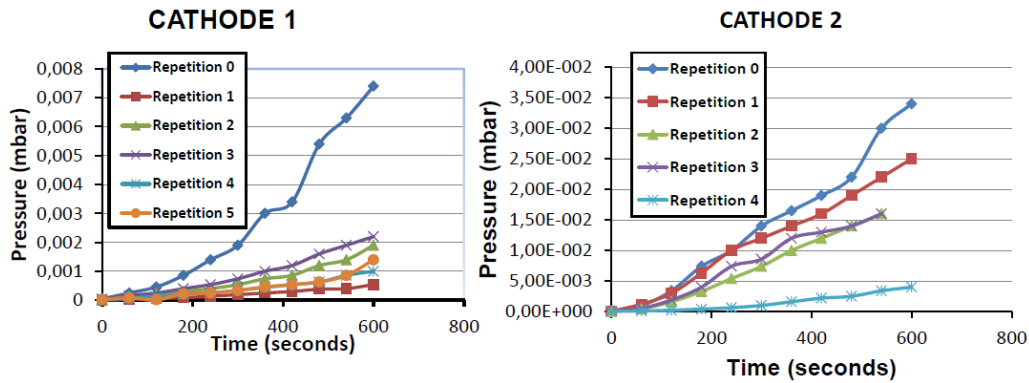 CATHODE 1
Pressure (mbar)
0,008
0,007
0,006
0,005
0,004
0,003
0,002
0,001
0
Repetition 0
Repetition 1
Repetition 2
Repetition 3
Repetition 4
Repetition 5
0 200 400 600 800
Time (seconds)
CATHODE 2
Pressure (mbar)
4,00E-002
3,50E-002
3,00E-002
2,50E-002
2,00E-002
1,50E-002
1,00E-002
5,00E-003
0,00E+000
Repetition 0
Repetition 1
Repetition 2
Repetition 3
Repetition 4
0 200 400 600 800
Time (seconds)